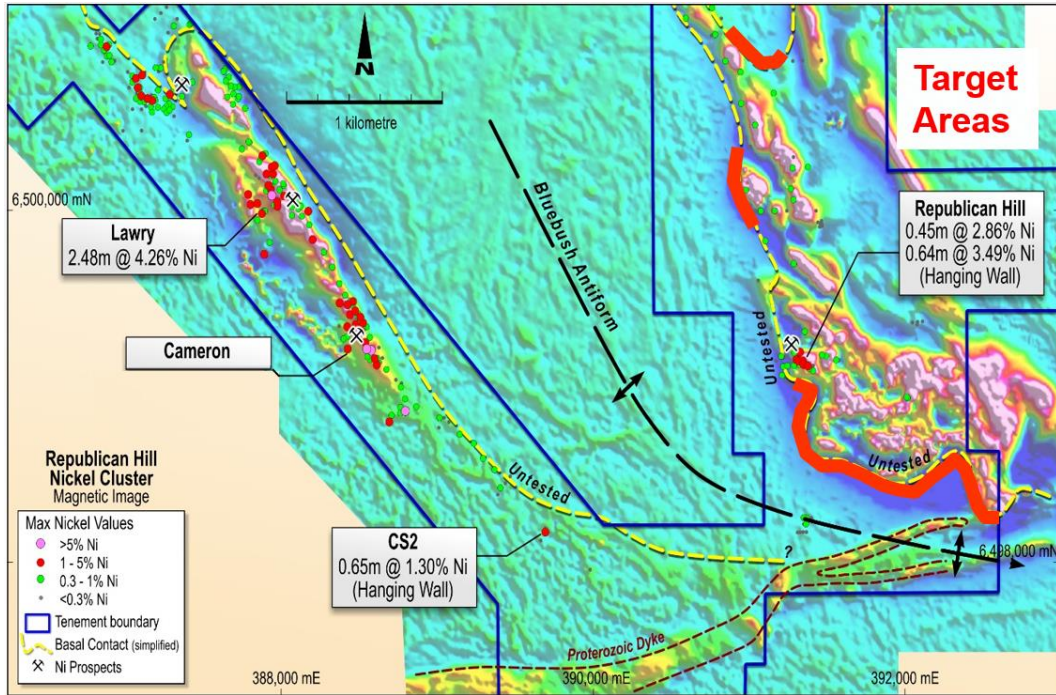 N
1 kilometre
Target
Areas
6,500,000 mN
Bluebush Antiform
Lawry
2.48m @ 4.26% Ni
Republican Hill
0.45m @ 2.86% Ni
0.64m @ 3.49% Ni
(Hanging Wall)
Cameron
Untested
Untested
Untested
Republican Hill
Nickel Cluster
Magnetic Image
Max Nickel Values
>5% Ni
1 - 5% Ni
0.3 - 1% Ni
<0.3% Ni
Tenement boundary
Basal Contact (simplified)
Ni Prospects
CS2
0.65m @ 1.30% Ni
(Hanging Wall)
?
6,498,000 mN
Proterozoic Dyke
388,000 mE
390,000 mE
392,000 mE